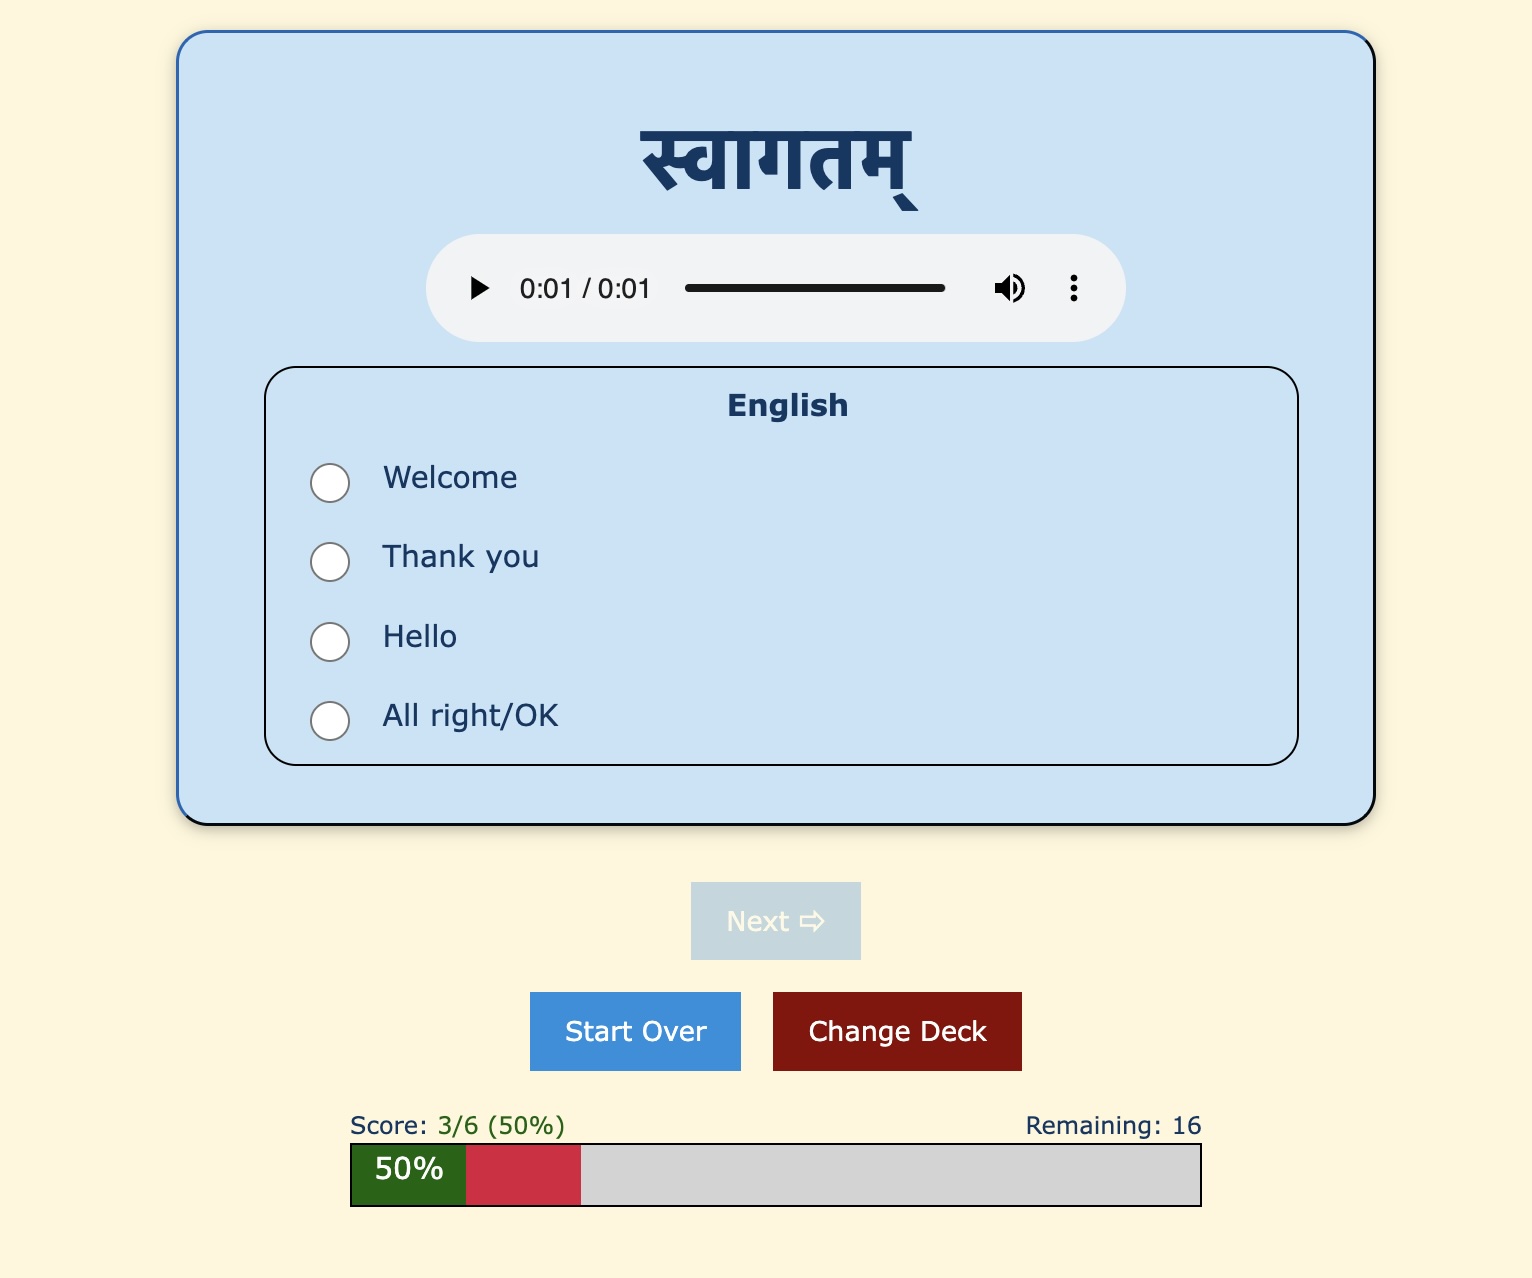 स्वागतम्
0:01 / 0:01
English
Welcome
Thank you
Hello
All right/OK
Next ⇨
Start Over
Change Deck
Score: 3/6 (50%)
Remaining: 16
50%